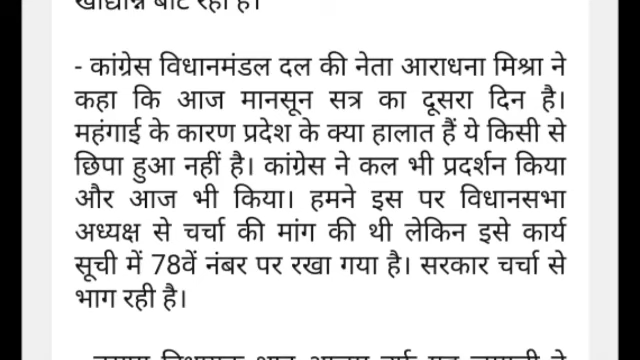 खाद्यान्न बांट रही है।
- कांग्रेस विधानमंडल दल की नेता आराधना मिश्रा ने
कहा कि आज मानसून सत्र का दूसरा दिन है।
महंगाई के कारण प्रदेश के क्या हालात हैं ये किसी से
छिपा हुआ नहीं है। कांग्रेस ने कल भी प्रदर्शन किया
और आज भी किया। हमने इस पर विधानसभा
अध्यक्ष से चर्चा की मांग की थी लेकिन इसे कार्य
सूची में 78वें नंबर पर रखा गया है। सरकार चर्चा से
भाग रही है।